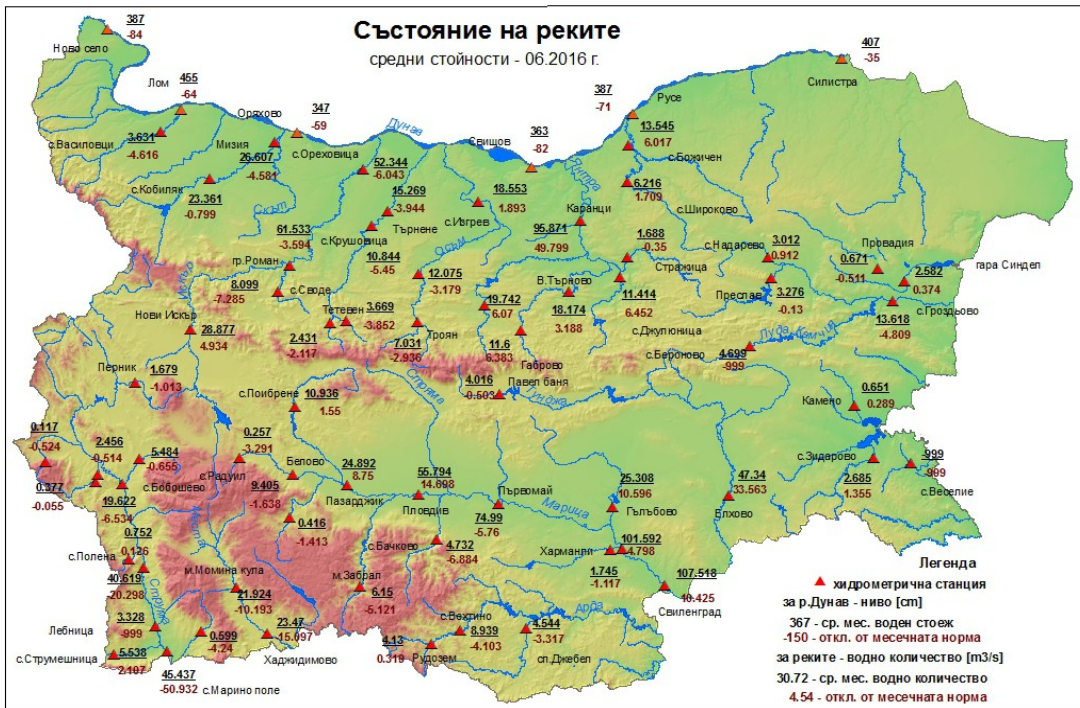 Състояние на реките
средни стойности - 06.2016 г.
387
-84
Ново село
Лом
455
-64
Оряхово
347
-59
Дунав
Свищов
363
-82
387
-71
Русе
407
-35
Силистра
3.631
-4.616
с.Василовци
Мизия
26.607
-4.581
с.Ореховица
52.344
-6.043
13.545
6.017
с.Божичен
Янтра
с.Кобиляк
23.361
-0.799
Скът
15.269
-3.944
Търнене
18.553
1.893
с.Изгрев
Каранци
95.871
49.799
6.216
1.709
с.Широково
61.533
-3.594
гр.Роман
с.Крушовица
10.844
-5.45
Осъм
1.688
-0.35
Стражица
с.Надарево
3.012
0.912
Провадия
0.671
-0.511
2.582
0.374
гара Синдел
Искър
8.099
-7.285
с.Своде
12.075
-3.179
В.Търново
18.174
3.188
11.414
6.452
с.Джулюница
Преслав
3.276
-0.13
13.618
-4.809
с.Гроздьово
Нови Искър
28.877
4.934
Тетевен
2.431
-2.117
3.669
-3.852
7.031
-2.936
Троян
19.742
6.07
11.6
6.383
Габрово
с.Бероново
4.699
-999
Луда Камчия
Перник
1.679
-1.013
с.Поибрене
10.936
1.55
Стряма
4.016
-0.503
Павел баня
Тунджа
0.651
0.289
Камено
0.117
-0.524
0.377
-0.055
2.456
-0.514
5.484
-0.655
с.Бобошево
19.622
-6.534
0.257
-3.291
с.Радуил
Белово
9.405
-1.638
24.892
8.75
Пазарджик
55.794
14.698
Пловдив
Първомай
74.99
-5.76
Марица
25.308
10.596
Гълъбово
47.34
33.563
Елхово
с.Зидарово
2.685
1.355
-999
-999
с.Веселие
0.752
0.126
с.Полена
40.619
-20.298
Струма
Места
0.416
-1.413
с.Бачково
4.732
-6.884
Харманли
101.592
4.798
1.745
-1.117
107.518
10.425
Свиленград
м.Момина кула
21.924
-10.193
м.Забрал
6.15
-5.121
Арда
3.328
-999
Лебница
5.538
2.107
с.Струмешница
45.437
-50.932
с.Марино поле
0.599
-4.24
23.47
-15.097
Хаджидимово
4.13
0.319
Рудозем
с.Вехтино
8.939
-4.103
4.544
-3.317
сп.Джебел
Легенда
хидрометрична станция
за р.Дунав - ниво [cm]
367 - ср. мес. воден стоеж
-150 - откл. от месечната норма
за реките - водно количество [m3/s]
30.72 - ср. мес. водно количество
4.54 - откл. от месечната норма